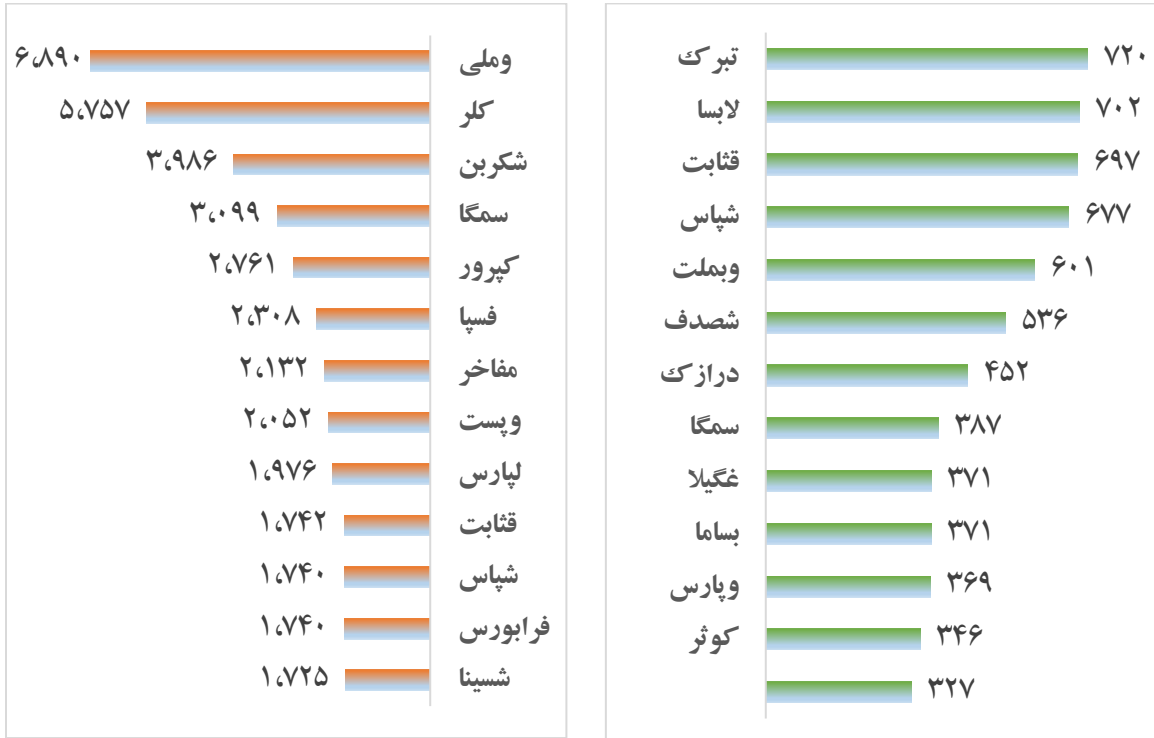 تبرک ۷۲۰
لابسا ۷۰۲
قثابت ۶۹۷
شپاس ۶۷۷
وبملت ۶۰۱
شصدف ۵۳۶
درازک ۴۵۲
سمگا ۳۸۷
غگیلا ۳۷۱
بساما ۳۷۱
وپارس ۳۶۹
کوثر ۳۴۶
۳۲۷
وملی ۶،۸۹۰
کلر ۵،۷۵۷
شکربن ۳،۹۸۶
سمگا ۳،۰۹۹
کپرور ۲،۷۶۱
فسپا ۲،۳۰۸
مفاخر ۲،۱۳۲
وپست ۲،۰۵۲
لپارس ۱،۹۷۶
قثابت ۱،۷۴۲
شپاس ۱،۷۴۰
فرابورس ۱،۷۴۰
شسینا ۱،۷۲۵